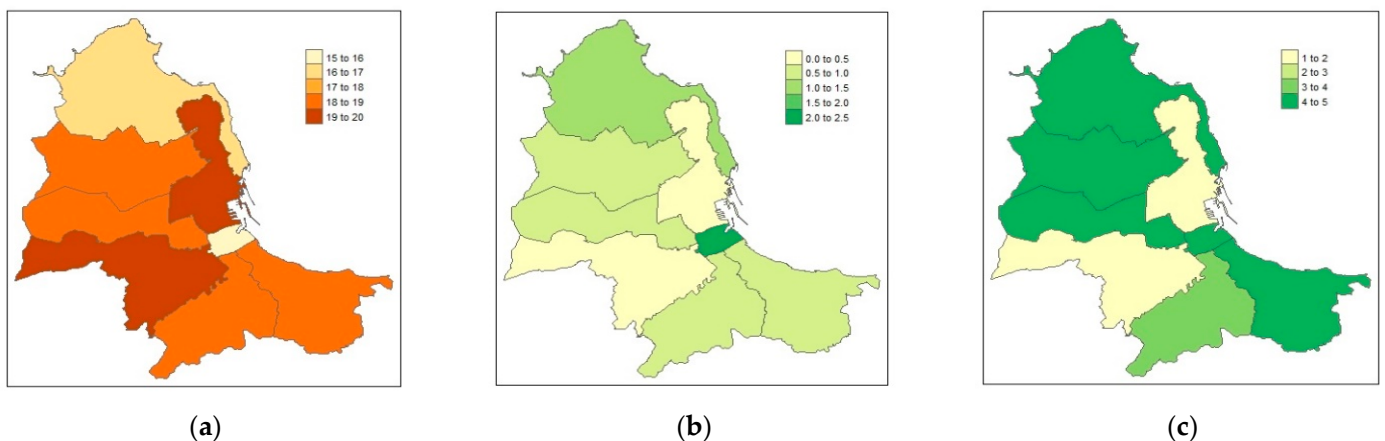 15 to 16
16 to 17
17 to 18
18 to 19
19 to 20
0.0 to 0.5
0.5 to 1.0
1.0 to 1.5
1.5 to 2.0
2.0 to 2.5
1 to 2
2 to 3
3 to 4
4 to 5
(a)
(b)
(c)